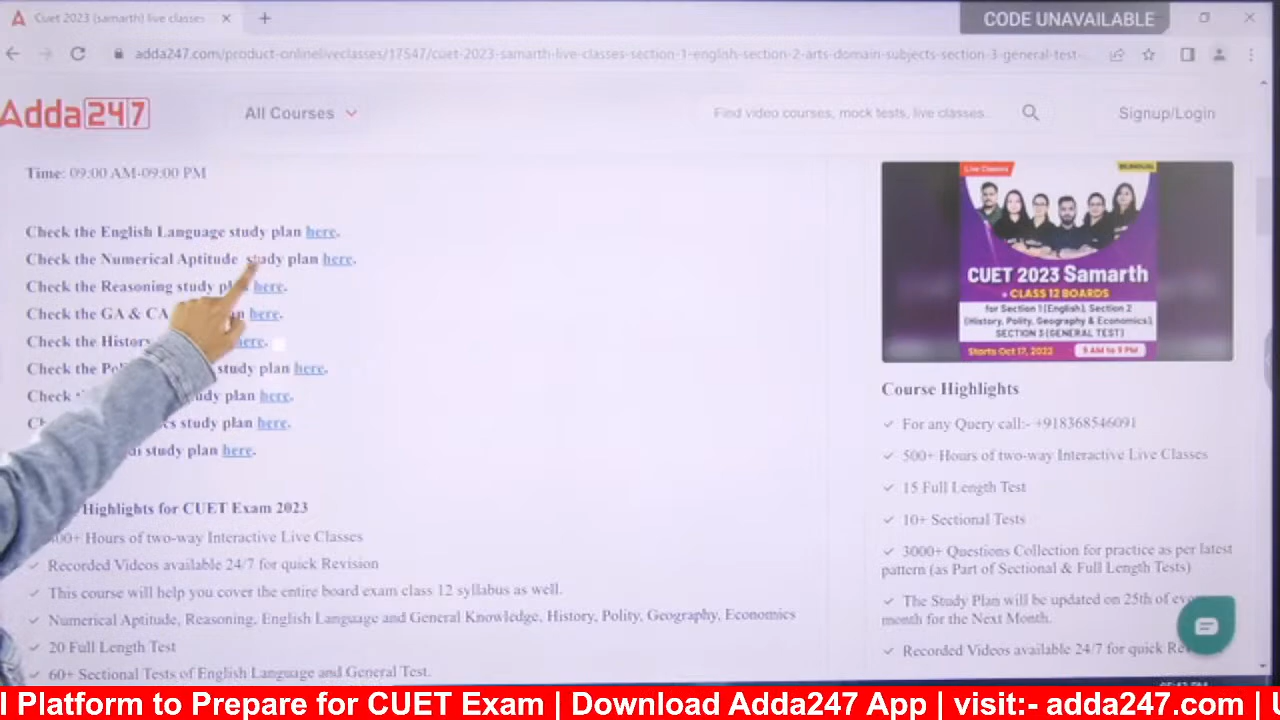 Cuet 2023 (samarth) live classes
CODE UNAVAILABLE
adda247.com/product-onlineliveclasses/17547/cuet-2023-samarth-live-classes-section-1-english-section-2-arts-domain-subjects-section-3-general-test-
Adda247
All Courses
Find video courses, mock tests, live classes..
Signup/Login
Time: 09:00 AM-09:00 PM
Check the English Language study plan here.
Check the Numerical Aptitude study plan here.
Check the Reasoning study here.
Check the GA & CA here.
Check the here.
Check the study plan here.
Check plan here.
study plan here.
study plan here.
Highlights for CUET Exam 2023
Hours of two-way Interactive Live Classes
✓ Recorded Videos available 24/7 for quick Revision
✓ This course will help you cover the entire board exam class 12 syllabus as well.
✓ Numerical Aptitude, Reasoning, English Language and General Knowledge, History, Polity, Geography, Economics
✓ 20 Full Length Test
✓ 60+ Sectional Tests of English Language and General Test.
Live Classes
BILINGUAL
CUET 2023 Samarth
+ CLASS 12 BOARDS
for Section 1 (English), Section 2
(History, Polity, Geography & Economics),
SECTION 3 (GENERAL TEST)
Starts Oct 17, 2022
9 AM to 9 PM
Course Highlights
✓ For any Query call:- +918368546091
✓ 500+ Hours of two-way Interactive Live Classes
✓ 15 Full Length Test
✓ 10+ Sectional Tests
✓ 3000+ Questions Collection for practice as per latest
pattern (as Part of Sectional & Full Length Tests)
✓ The Study Plan will be updated on 25th of
month for the Next Month.
✓ Recorded Videos available 24/7 for quick
l Platform to Prepare for CUET Exam | Download Adda247 App | visit:- adda247.com |